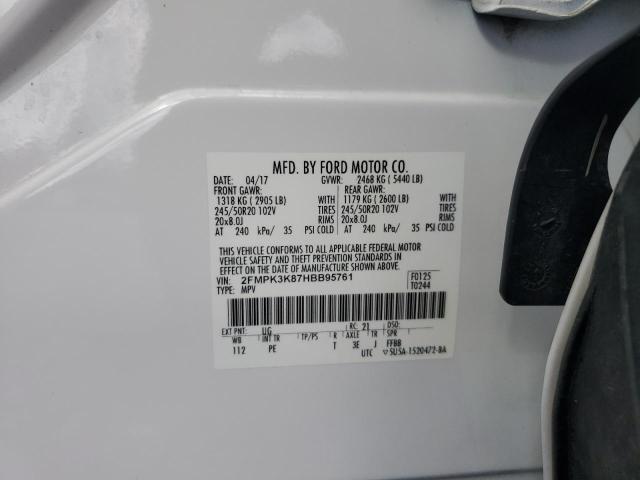 MFD. BY FORD MOTOR CO.
DATE: 04/17 GVWR: 2468 KG ( 5440 LB)
FRONT GAWR: REAR GAWR:
1318 KG ( 2905 LB) WITH 1179 KG ( 2600 LB) WITH
245/50R20 102V TIRES 245/50R20 102V TIRES
20x8.0J RIMS 20x8.0J RIMS
AT 240 kPa/ 35 PSI COLD AT 240 kPa/ 35 PSI COLD
THIS VEHICLE CONFORMS TO ALL APPLICABLE FEDERAL MOTOR
VEHICLE SAFETY AND THEFT PREVENTION STANDARDS IN
EFFECT ON THE DATE OF MANUFACTURE SHOWN ABOVE.
VIN: 2FMPK3K87HBB95761 F0125
TYPE: MPV T0244
EXT PNT: UG RC: 21 DSO:
WB INT TR TP/PS R AXLE TR SPR
112 PE T 3E J FFBB
UTC ▽SU5A-1520472-BA